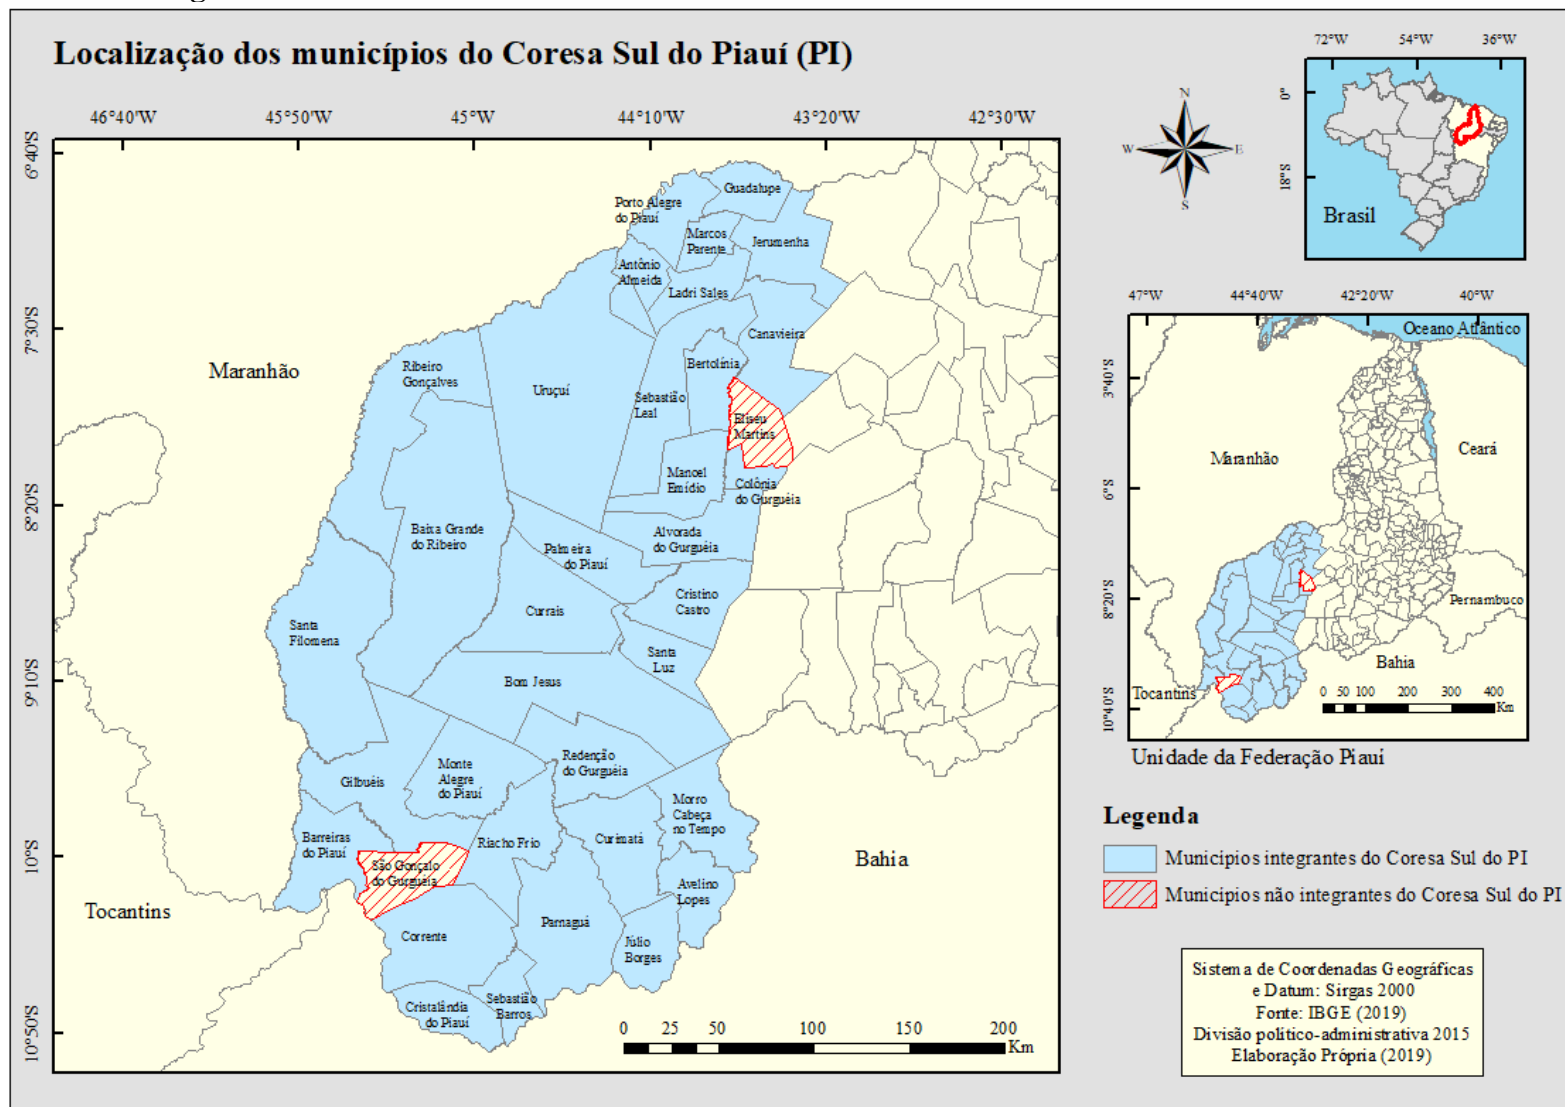 Localização dos municípios do Coresa Sul do Piauí (PI)
46°40'W
45°50'W
45°W
44°10'W
43°20'W
42°30'W
6°40'S
7°30'S
8°20'S
9°10'S
10°S
10°50'S
Guadalupe
Porto Alegre
do Piauí
Marcos
Parente
Jerumenha
Antônio
Almeida
Ladri Sales
Canavieira
Maranhão
Ribeiro
Gonçalves
Uruçuí
Bertolínia
Sebastião
Leal
Eliseu
Martins
Manoel
Emídio
Colônia
do Gurguéia
Baixa Grande
do Ribeiro
Alvorada
do Gurguéia
Palmeira
do Piauí
Cristino
Castro
Currais
Santa
Filomena
Santa
Luz
Bom Jesus
Redenção
do Gurguéia
Monte
Alegre
do Piauí
Gilbués
Morro
Cabeça
no Tempo
Barreiras
do Piauí
Riacho Frio
Curimatá
São Gonçalo
do Gurguéia
Bahia
Avelino
Lopes
Tocantins
Corrente
Parnaguá
Júlio
Borges
Cristalândia
do Piauí
Sebastião
Barros
0 25 50 100 150 200
Km
N
W
E
S
72°W
54°W
36°W
0°
18°S
Brasil
47°W
44°40'W
42°20'W
40°W
3°40'S
6°S
8°20'S
10°40'S
Oceano Atlântico
Maranhão
Ceará
Pernambuco
Bahia
Tocantins
0 50 100 200 300 400
Km
Unidade da Federação Piauí
Legenda
Municípios integrantes do Coresa Sul do PI
Municípios não integrantes do Coresa Sul do PI
Sistema de Coordenadas Geográficas
e Datum: Sirgas 2000
Fonte: IBGE (2019)
Divisão político-administrativa 2015
Elaboração Própria (2019)